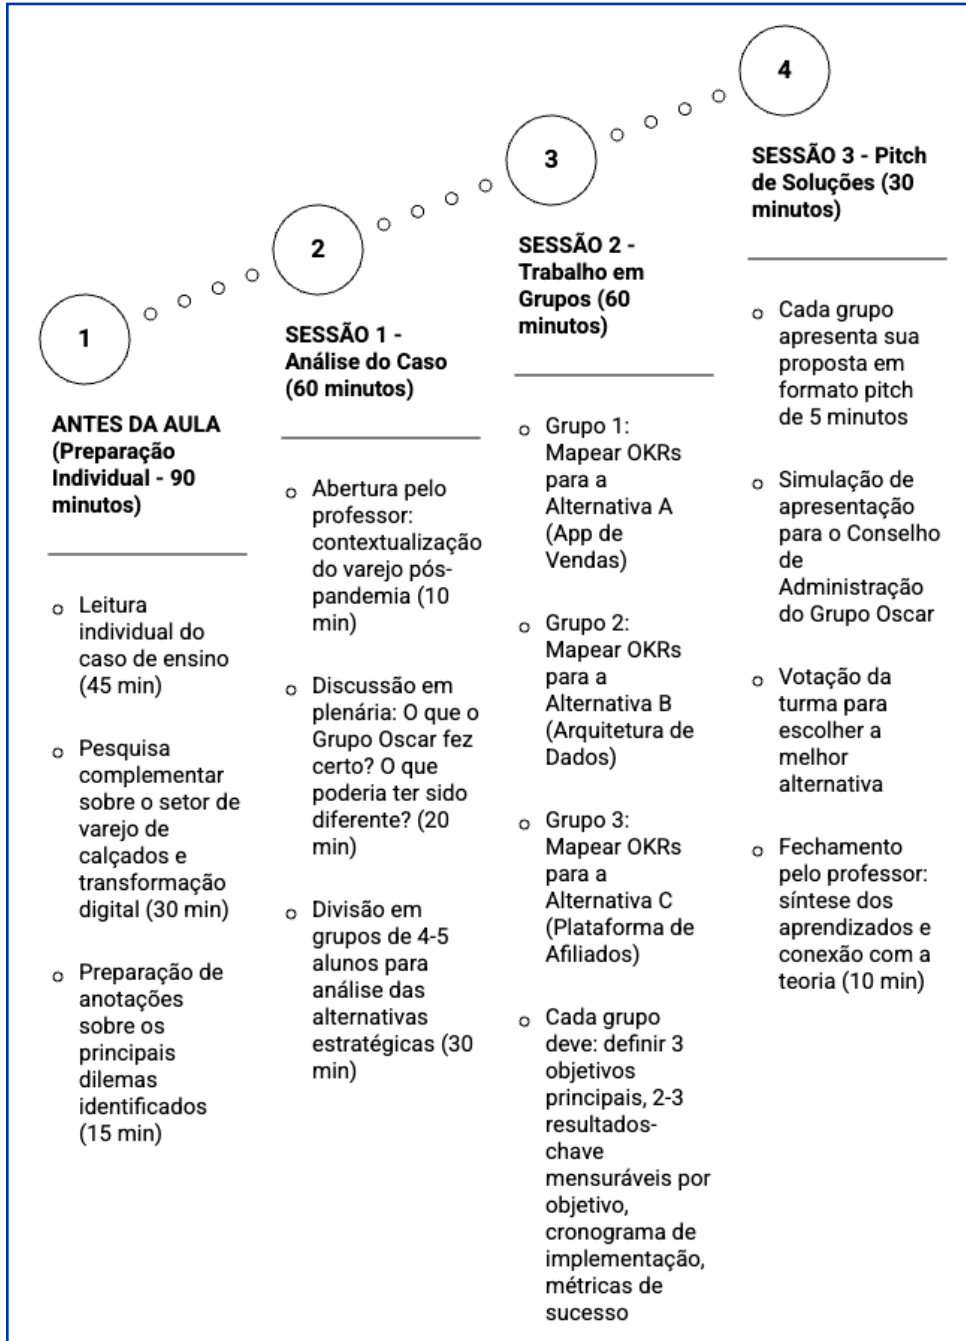 1
ANTES DA AULA
(Preparação
Individual - 90
minutos)
Leitura
individual do
caso de ensino
(45 min)
Pesquisa
complementar
sobre o setor de
varejo de
calçados e
transformação
digital (30 min)
Preparação de
anotações
sobre os
principais
dilemas
identificados
(15 min)
2
SESSÃO 1 -
Análise do Caso
(60 minutos)
Abertura pelo
professor:
contextualização
do varejo pós-
pandemia (10
min)
Discussão em
plenária: O que o
Grupo Oscar fez
certo? O que
poderia ter sido
diferente? (20
min)
Divisão em
grupos de 4-5
alunos para
análise das
alternativas
estratégicas (30
min)
3
SESSÃO 2 -
Trabalho em
Grupos (60
minutos)
Grupo 1:
Mapear OKRs
para a
Alternativa A
(App de
Vendas)
Grupo 2:
Mapear OKRs
para a
Alternativa B
(Arquitetura de
Dados)
Grupo 3:
Mapear OKRs
para a
Alternativa C
(Plataforma de
Afiliados)
Cada grupo
deve: definir 3
objetivos
principais, 2-3
resultados-
chave
mensuráveis por
objetivo,
cronograma de
implementação,
métricas de
sucesso
4
SESSÃO 3 - Pitch
de Soluções (30
minutos)
Cada grupo
apresenta sua
proposta em
formato pitch
de 5 minutos
Simulação de
apresentação
para o Conselho
de
Administração
do Grupo Oscar
Votação da
turma para
escolher a
melhor
alternativa
Fechamento
pelo professor:
síntese dos
aprendizados e
conexão com a
teoria (10 min)